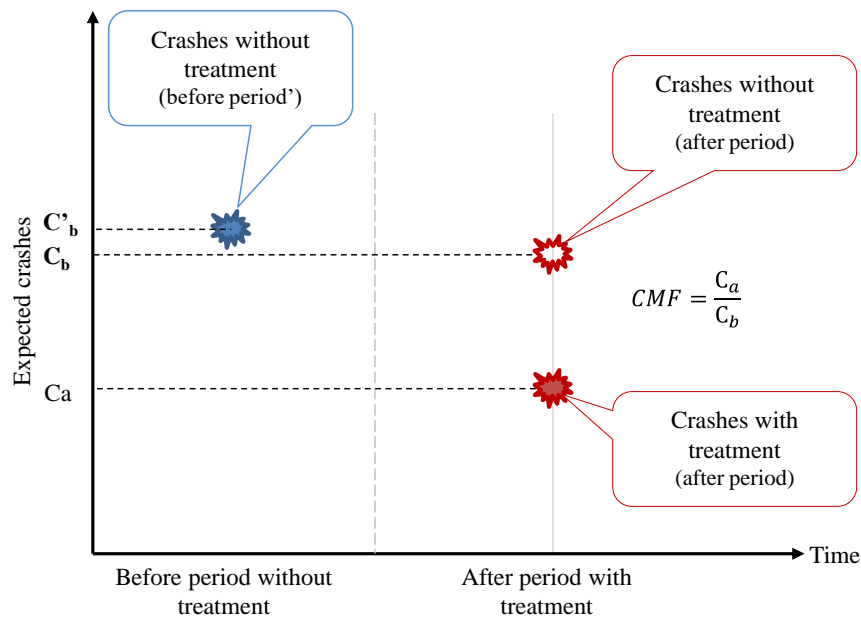 Crashes without
treatment
(before period’)
Crashes without
treatment
(after period)
Expected crashes
C’b
Cb
CMF = Ca/Cb
Ca
Crashes with
treatment
(after period)
Time
Before period without
treatment
After period with
treatment